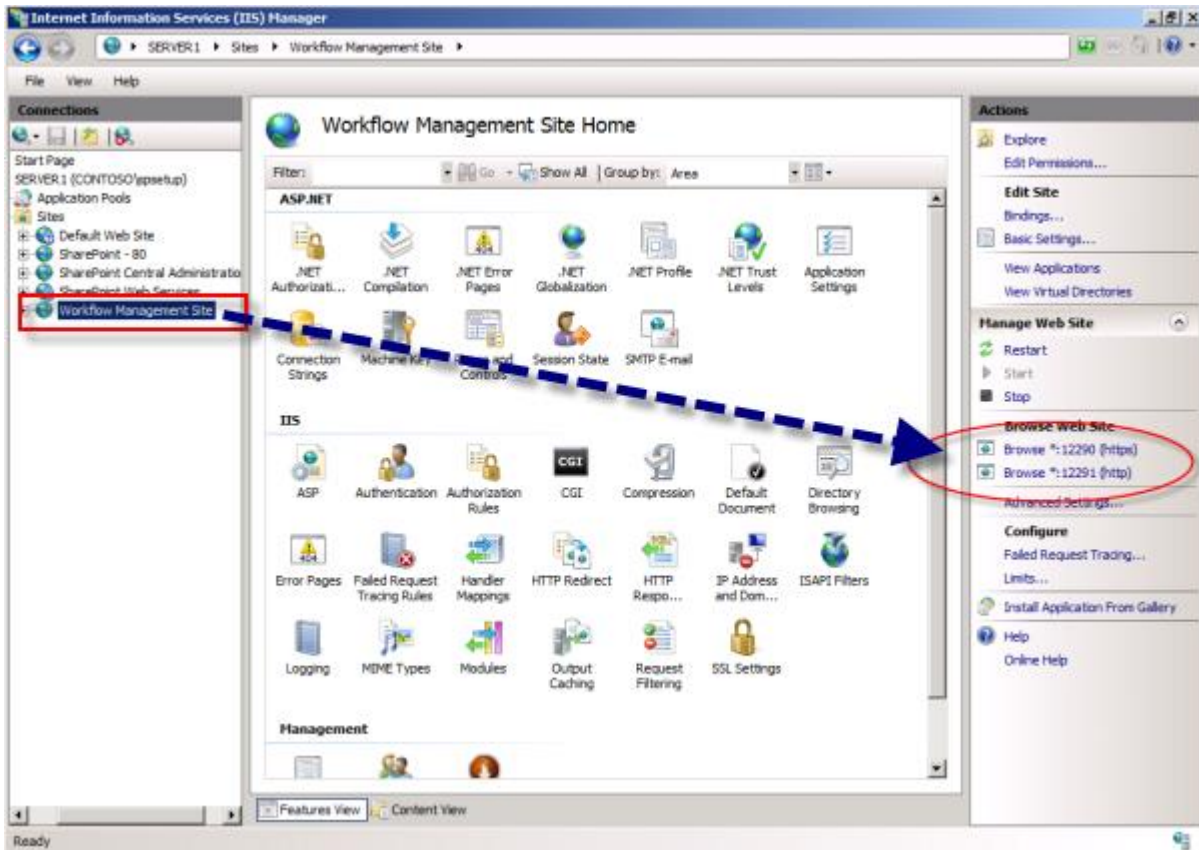 Internet Information Services (IIS) Manager
SERVER1 Sites Workflow Management Site
File View Help
Connections
Start Page
SERVER1 (CONTOSO\spsetup)
Application Pools
Sites
Default Web Site
SharePoint - 80
SharePoint Central Administratio
SharePoint Web Services
Workflow Management Site
Workflow Management Site Home
Filter: Go Show All Group by: Area
ASP.NET
.NET Authorizati...
.NET Compilation
.NET Error Pages
.NET Globalization
.NET Profile
.NET Trust Levels
Application Settings
Connection Strings
Machine Key
and Controls
Session State
SMTP E-mail
IIS
ASP
Authentication
Authorization Rules
CGI
Compression
Default Document
Directory Browsing
Error Pages
Failed Request Tracing Rules
Handler Mappings
HTTP Redirect
HTTP Respo...
IP Address and Dom...
ISAPI Filters
Logging
MIME Types
Modules
Output Caching
Request Filtering
SSL Settings
Management
Features View Content View
Ready
Actions
Explore
Edit Permissions...
Edit Site
Bindings...
Basic Settings...
View Applications
View Virtual Directories
Manage Web Site
Restart
Start
Stop
Browse Web Site
Browse *:12290 (https)
Browse *:12291 (http)
Advanced Settings...
Configure
Failed Request Tracing...
Limits...
Install Application From Gallery
Help
Online Help